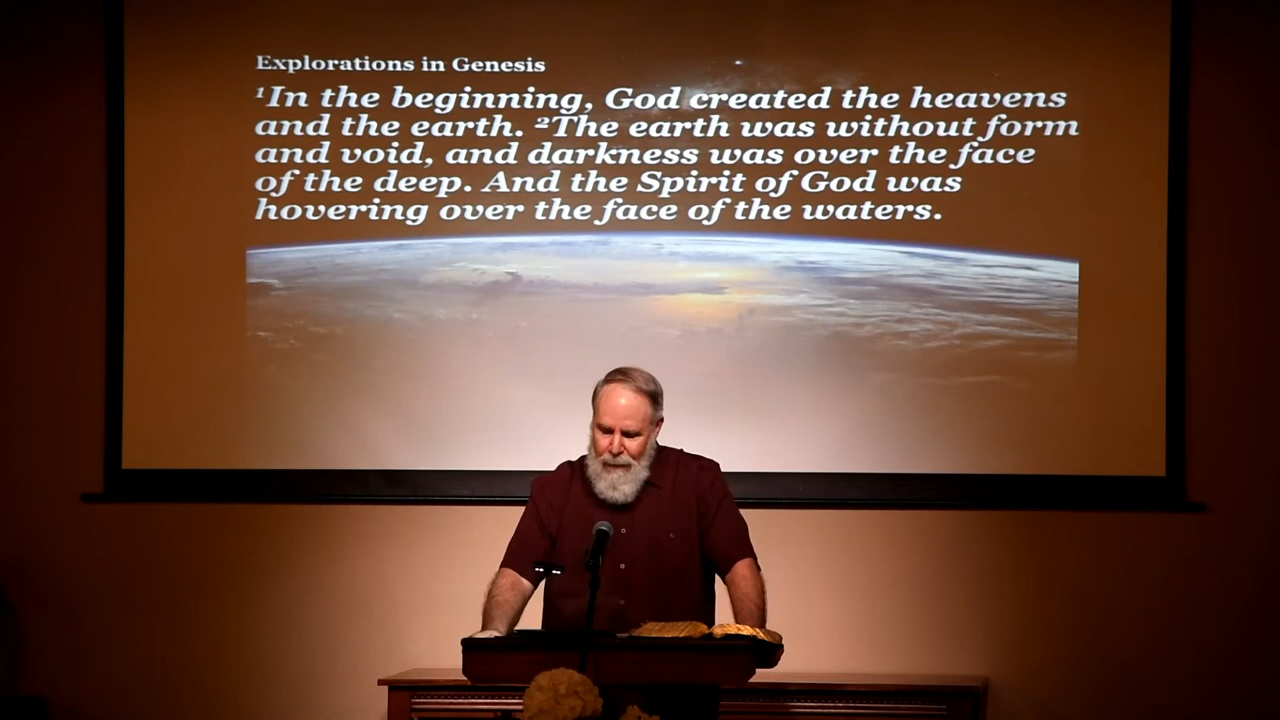 Explorations in Genesis
¹In the beginning, God created the heavens
and the earth. ²The earth was without form
and void, and darkness was over the face
of the deep. And the Spirit of God was
hovering over the face of the waters.